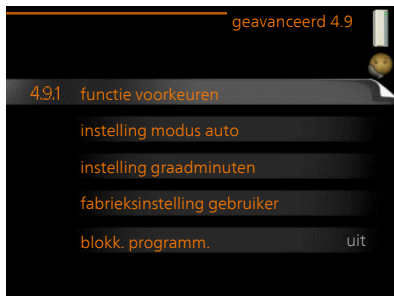 geavanceerd 4.9
4.9.1 functie voorkeuren
instelling modus auto
instelling graadminuten
fabrieksinstelling gebruiker
blokk. programm. uit